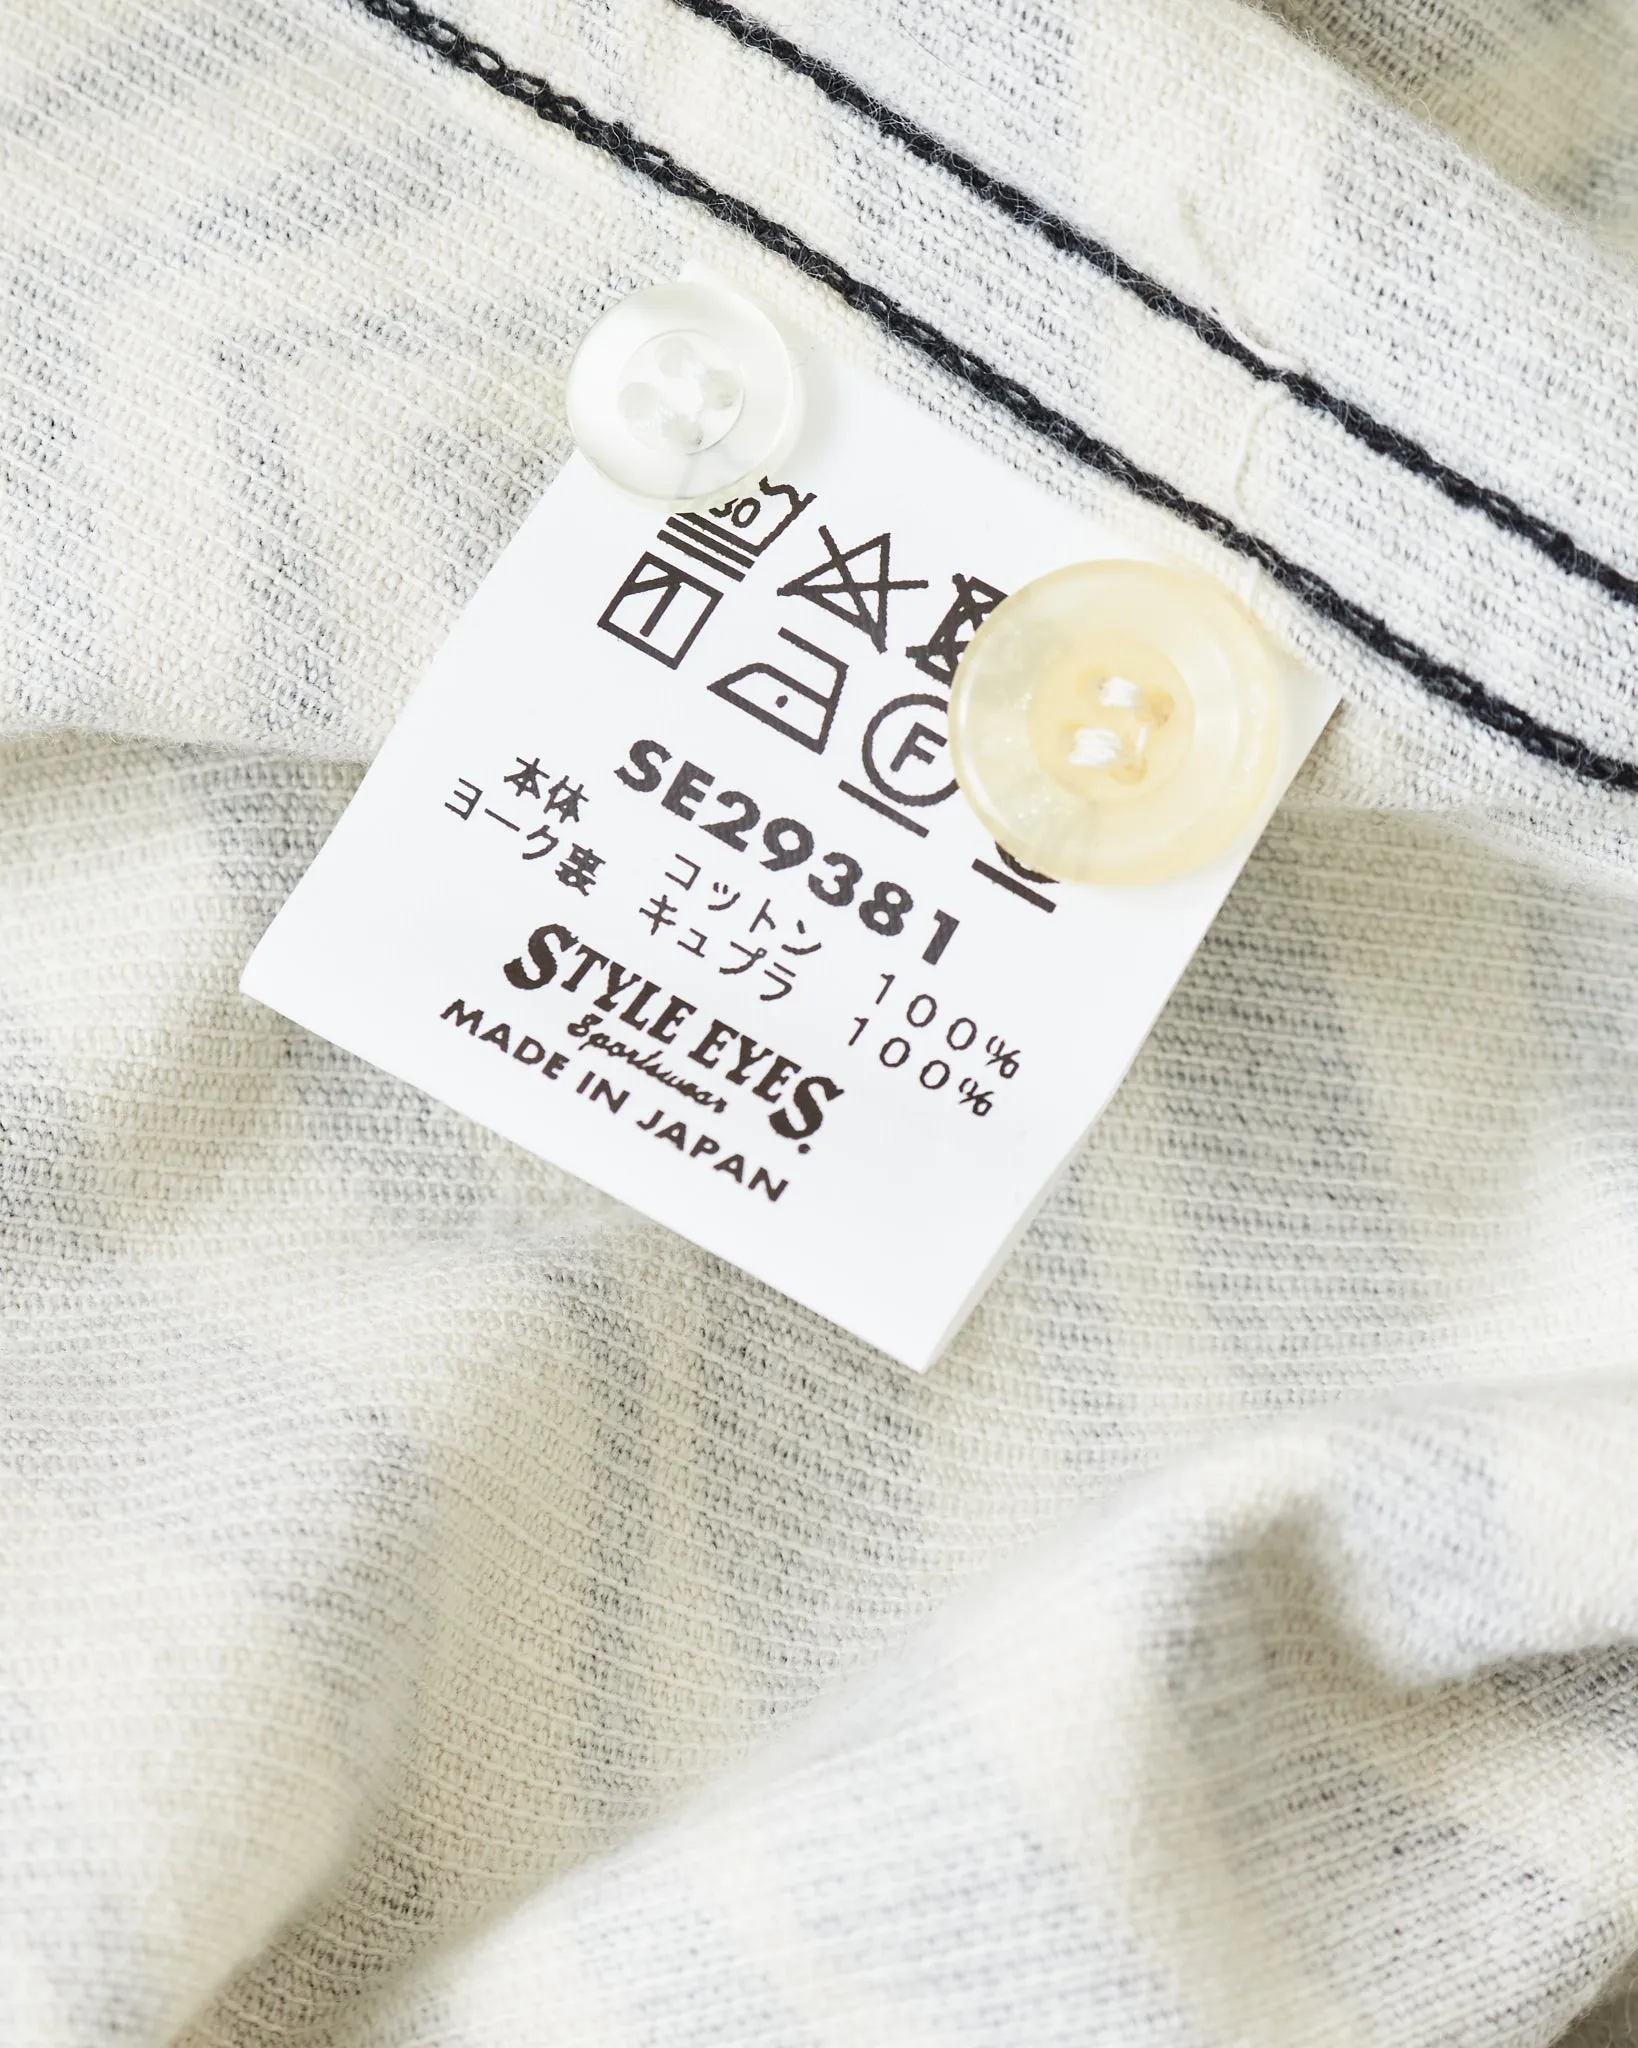 30
F
SE29381
本体 コットン 100%
ヨーク裏 キュプラ 100%
STYLE EYES.
Sportswear
MADE IN JAPAN